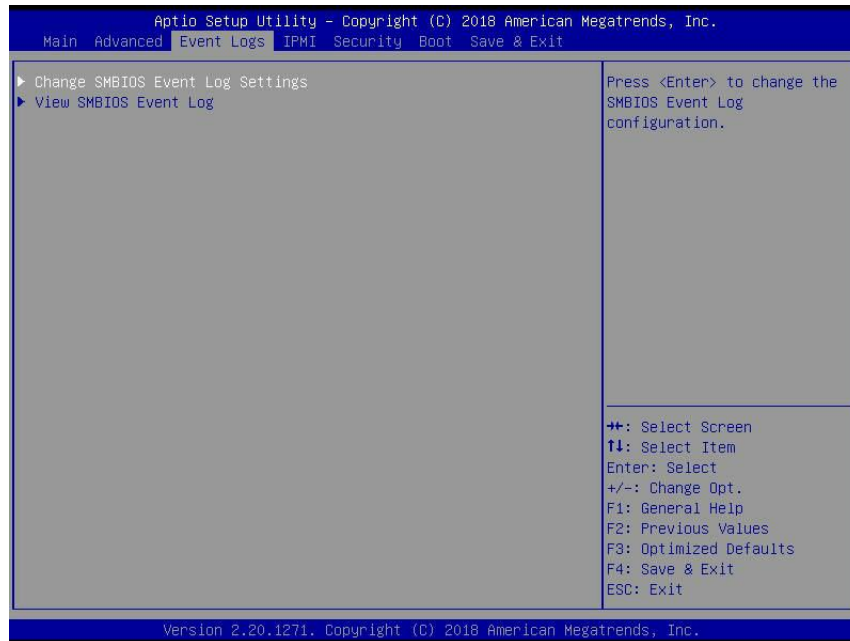 Aptio Setup Utility – Copyright (C) 2018 American Megatrends, Inc.
Main Advanced Event Logs IPMI Security Boot Save & Exit
▶ Change SMBIOS Event Log Settings
▶ View SMBIOS Event Log
Press <Enter> to change the
SMBIOS Event Log
configuration.
→←: Select Screen
↑↓: Select Item
Enter: Select
+/-: Change Opt.
F1: General Help
F2: Previous Values
F3: Optimized Defaults
F4: Save & Exit
ESC: Exit
Version 2.20.1271. Copyright (C) 2018 American Megatrends, Inc.